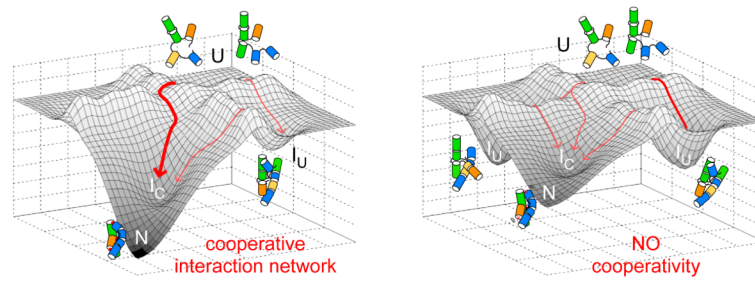 U
I_U
I_C
N
cooperative
interaction network
U
I_U
I_C
I_U
N
NO
cooperativity